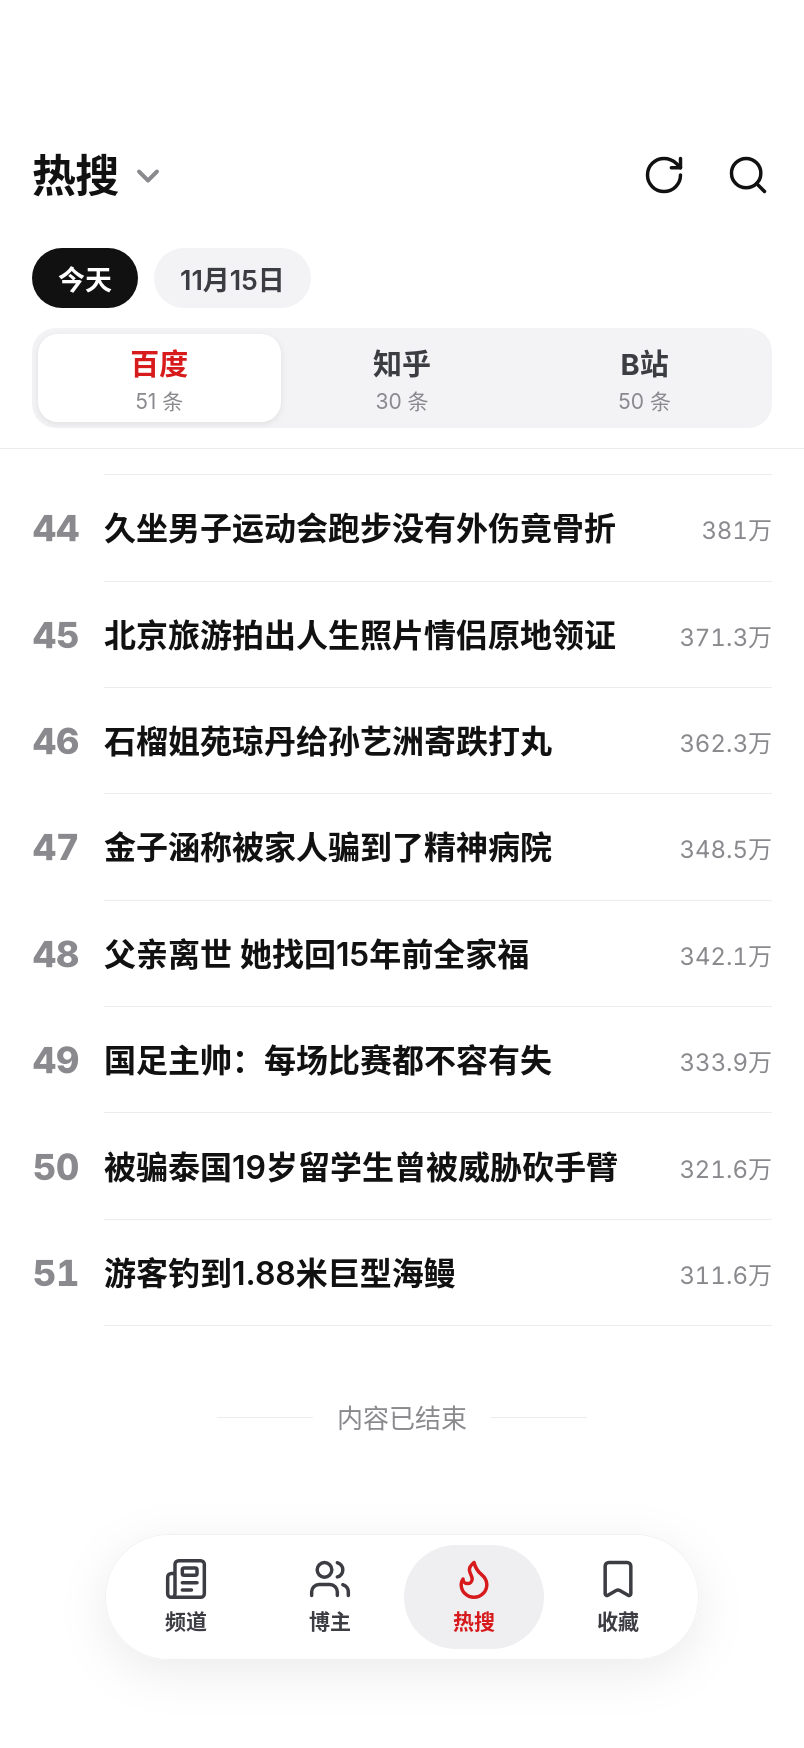 热搜
今天 11月15日
百度 知乎 B站
51 条 30 条 50 条
44 久坐男子运动会跑步没有外伤竟骨折 381万
45 北京旅游拍出人生照片情侣原地领证 371.3万
46 石榴姐苑琼丹给孙艺洲寄跌打丸 362.3万
47 金子涵称被家人骗到了精神病院 348.5万
48 父亲离世 她找回15年前全家福 342.1万
49 国足主帅：每场比赛都不容有失 333.9万
50 被骗泰国19岁留学生曾被威胁砍手臂 321.6万
51 游客钓到1.88米巨型海鳗 311.6万
内容已结束
频道 博主 热搜 收藏